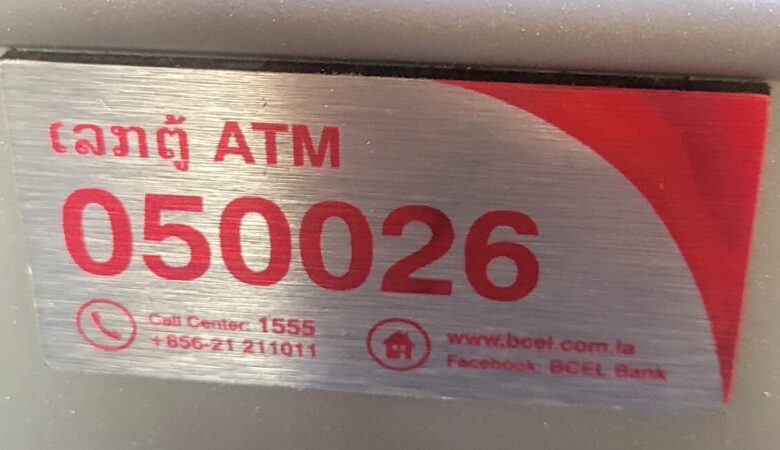 ເລກຕູ້ ATM
050026
Call Center: 1555
+856-21 211011
www.bcel.com.la
Facebook: BCEL Bank